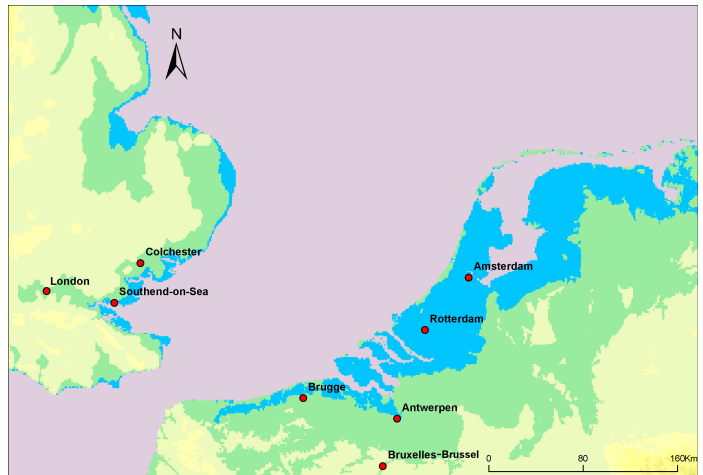 N
Colchester
London
Southend-on-Sea
Amsterdam
Rotterdam
Brugge
Antwerpen
Bruxelles-Brussel
0 80 160Km